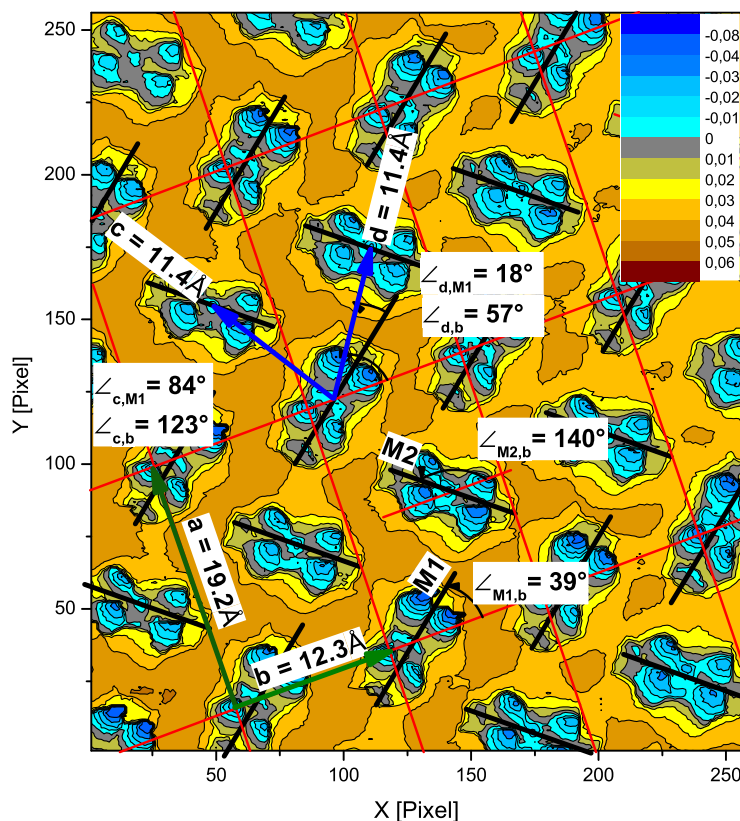 250
200
150
100
50
Y [Pixel]
50
100
150
200
250
X [Pixel]
-0,08
-0,04
-0,03
-0,02
-0,01
0
0,01
0,02
0,03
0,04
0,05
0,06
c = 11.4Å
d = 11.4Å
∠d,M1 = 18°
∠d,b = 57°
∠c,M1 = 84°
∠c,b = 123°
M2
∠M2,b = 140°
a = 19.2Å
M1
∠M1,b = 39°
b = 12.3Å